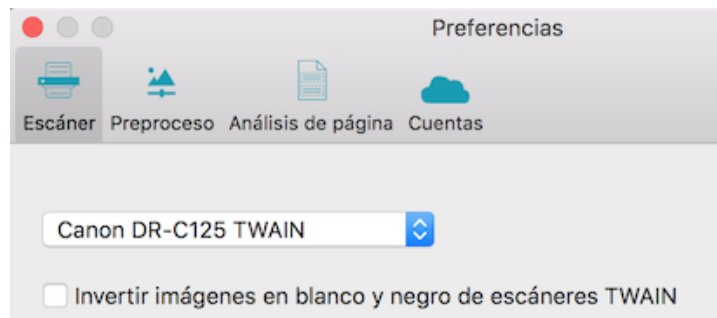 Preferencias
Escáner Preproceso Análisis de página Cuentas
Canon DR-C125 TWAIN
Invertir imágenes en blanco y negro de escáneres TWAIN